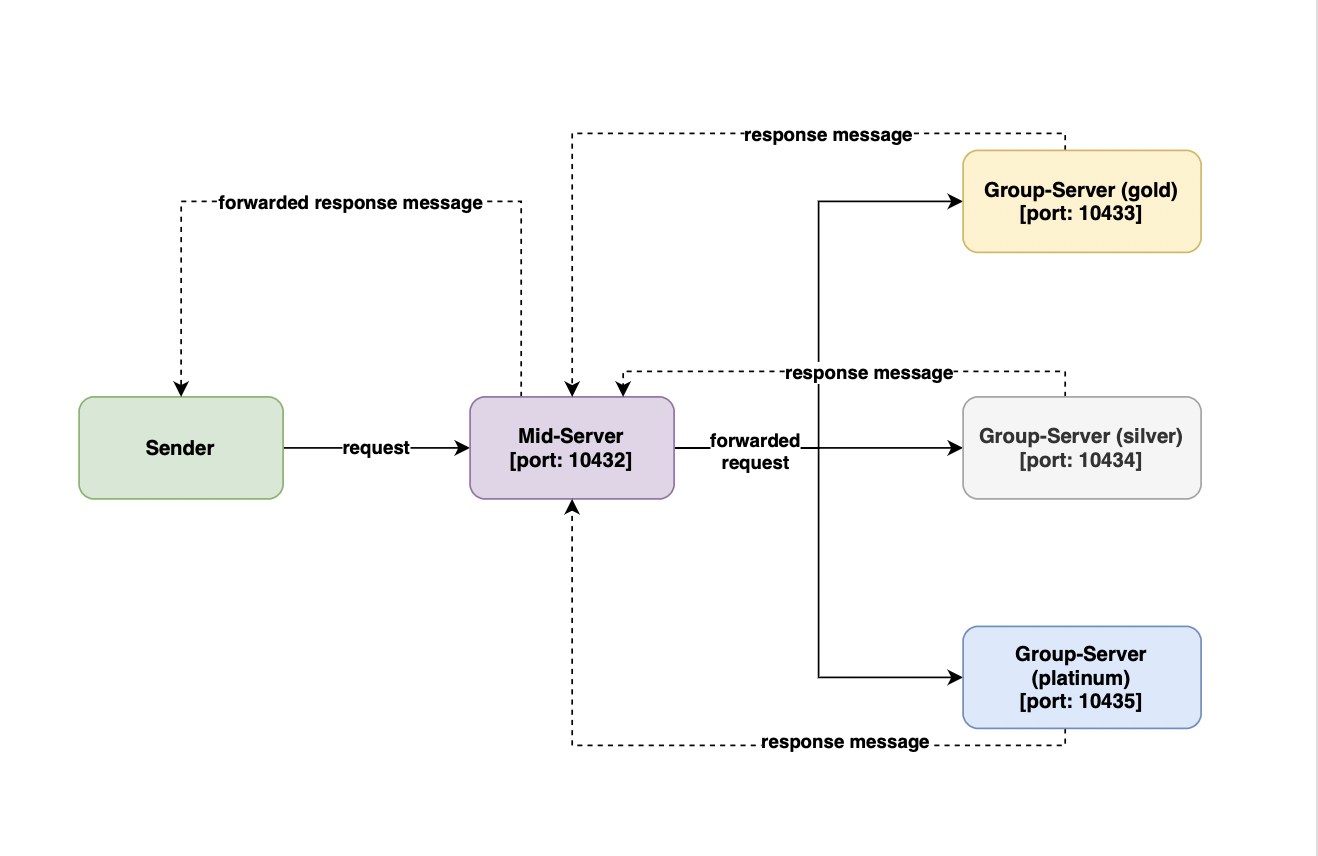 response message
Group-Server (gold)
[port: 10433]
forwarded response message
response message
Sender
request
Mid-Server
[port: 10432]
forwarded
request
Group-Server (silver)
[port: 10434]
Group-Server
(platinum)
[port: 10435]
response message